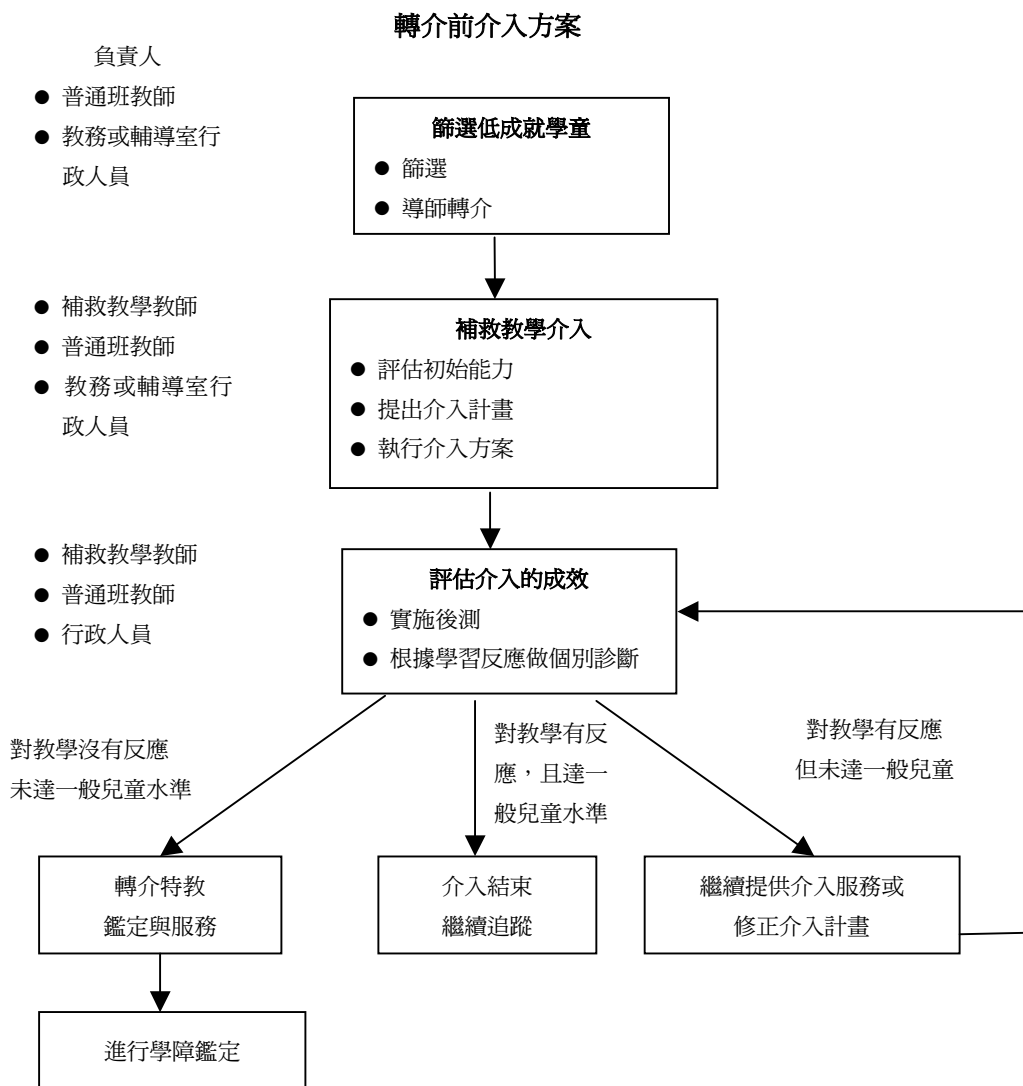 轉介前介入方案
負責人
● 普通班教師
● 教務或輔導室行
政人員
篩選低成就學童
● 篩選
● 導師轉介
● 補救教學教師
● 普通班教師
● 教務或輔導室行
政人員
補救教學介入
● 評估初始能力
● 提出介入計畫
● 執行介入方案
● 補救教學教師
● 普通班教師
● 行政人員
評估介入的成效
● 實施後測
● 根據學習反應做個別診斷
對教學沒有反應
未達一般兒童水準
對教學有反
應,且達一
般兒童水準
對教學有反應
但未達一般兒童
轉介特教
鑑定與服務
介入結束
繼續追蹤
繼續提供介入服務或
修正介入計畫
進行學障鑑定